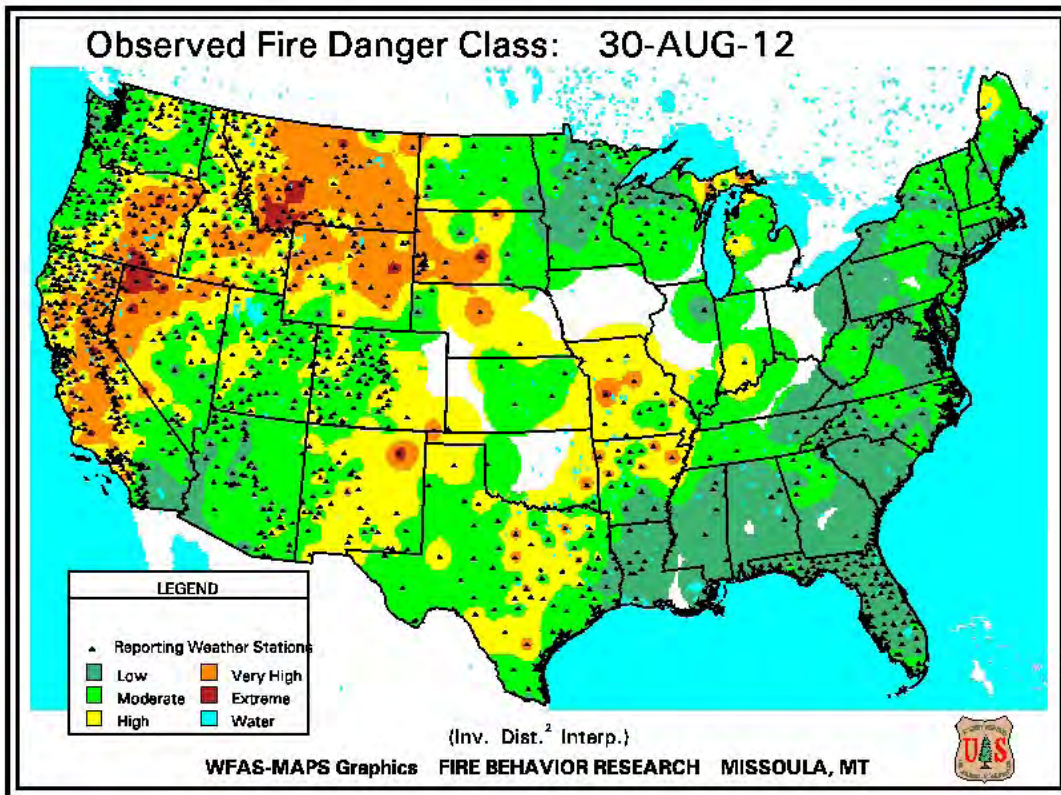 Observed Fire Danger Class: 30-AUG-12
LEGEND
Reporting Weather Stations
Low
Very High
Moderate
Extreme
High
Water
(Inv. Dist.² Interp.)
WFAS-MAPS Graphics FIRE BEHAVIOR RESEARCH MISSOULA, MT
U S